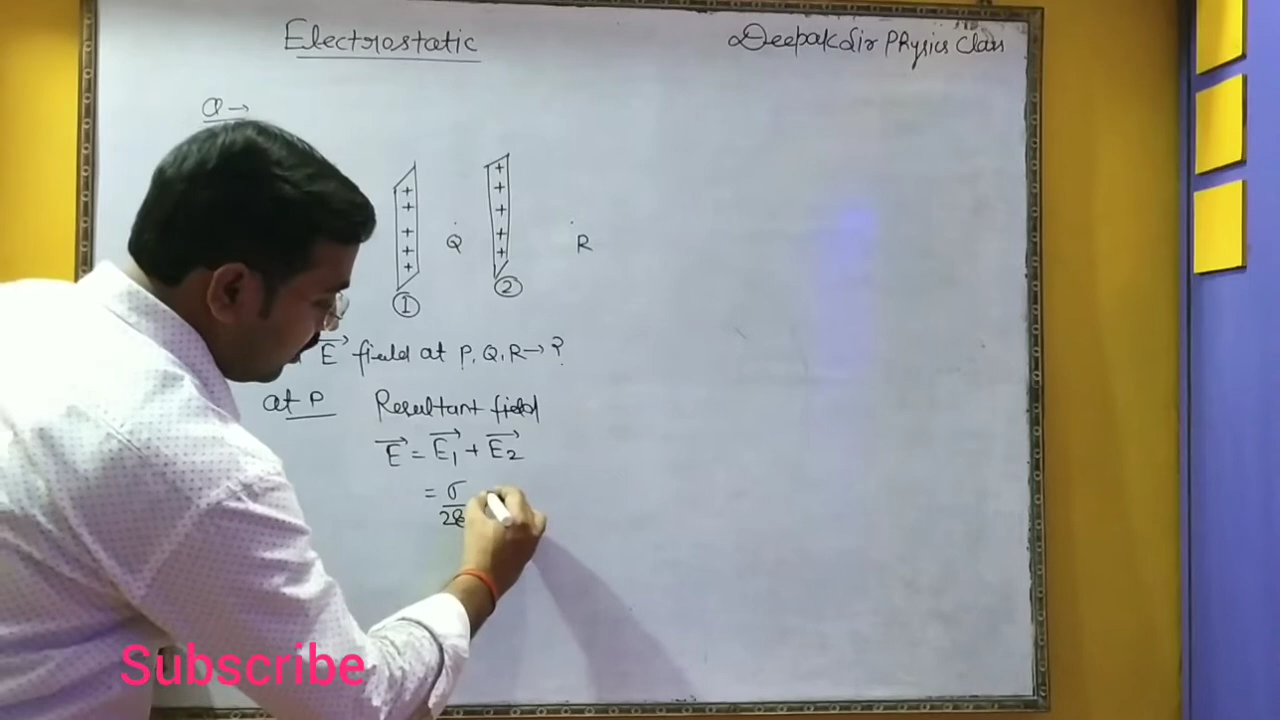 Electrostatic
Deepak Sir Physics Class
Q →
+ + + + +
+ + + + +
Q
R
1
2
E field at P, Q, R → ?
at P Resultant field
E = E1 + E2
= σ
2ε
Subscribe